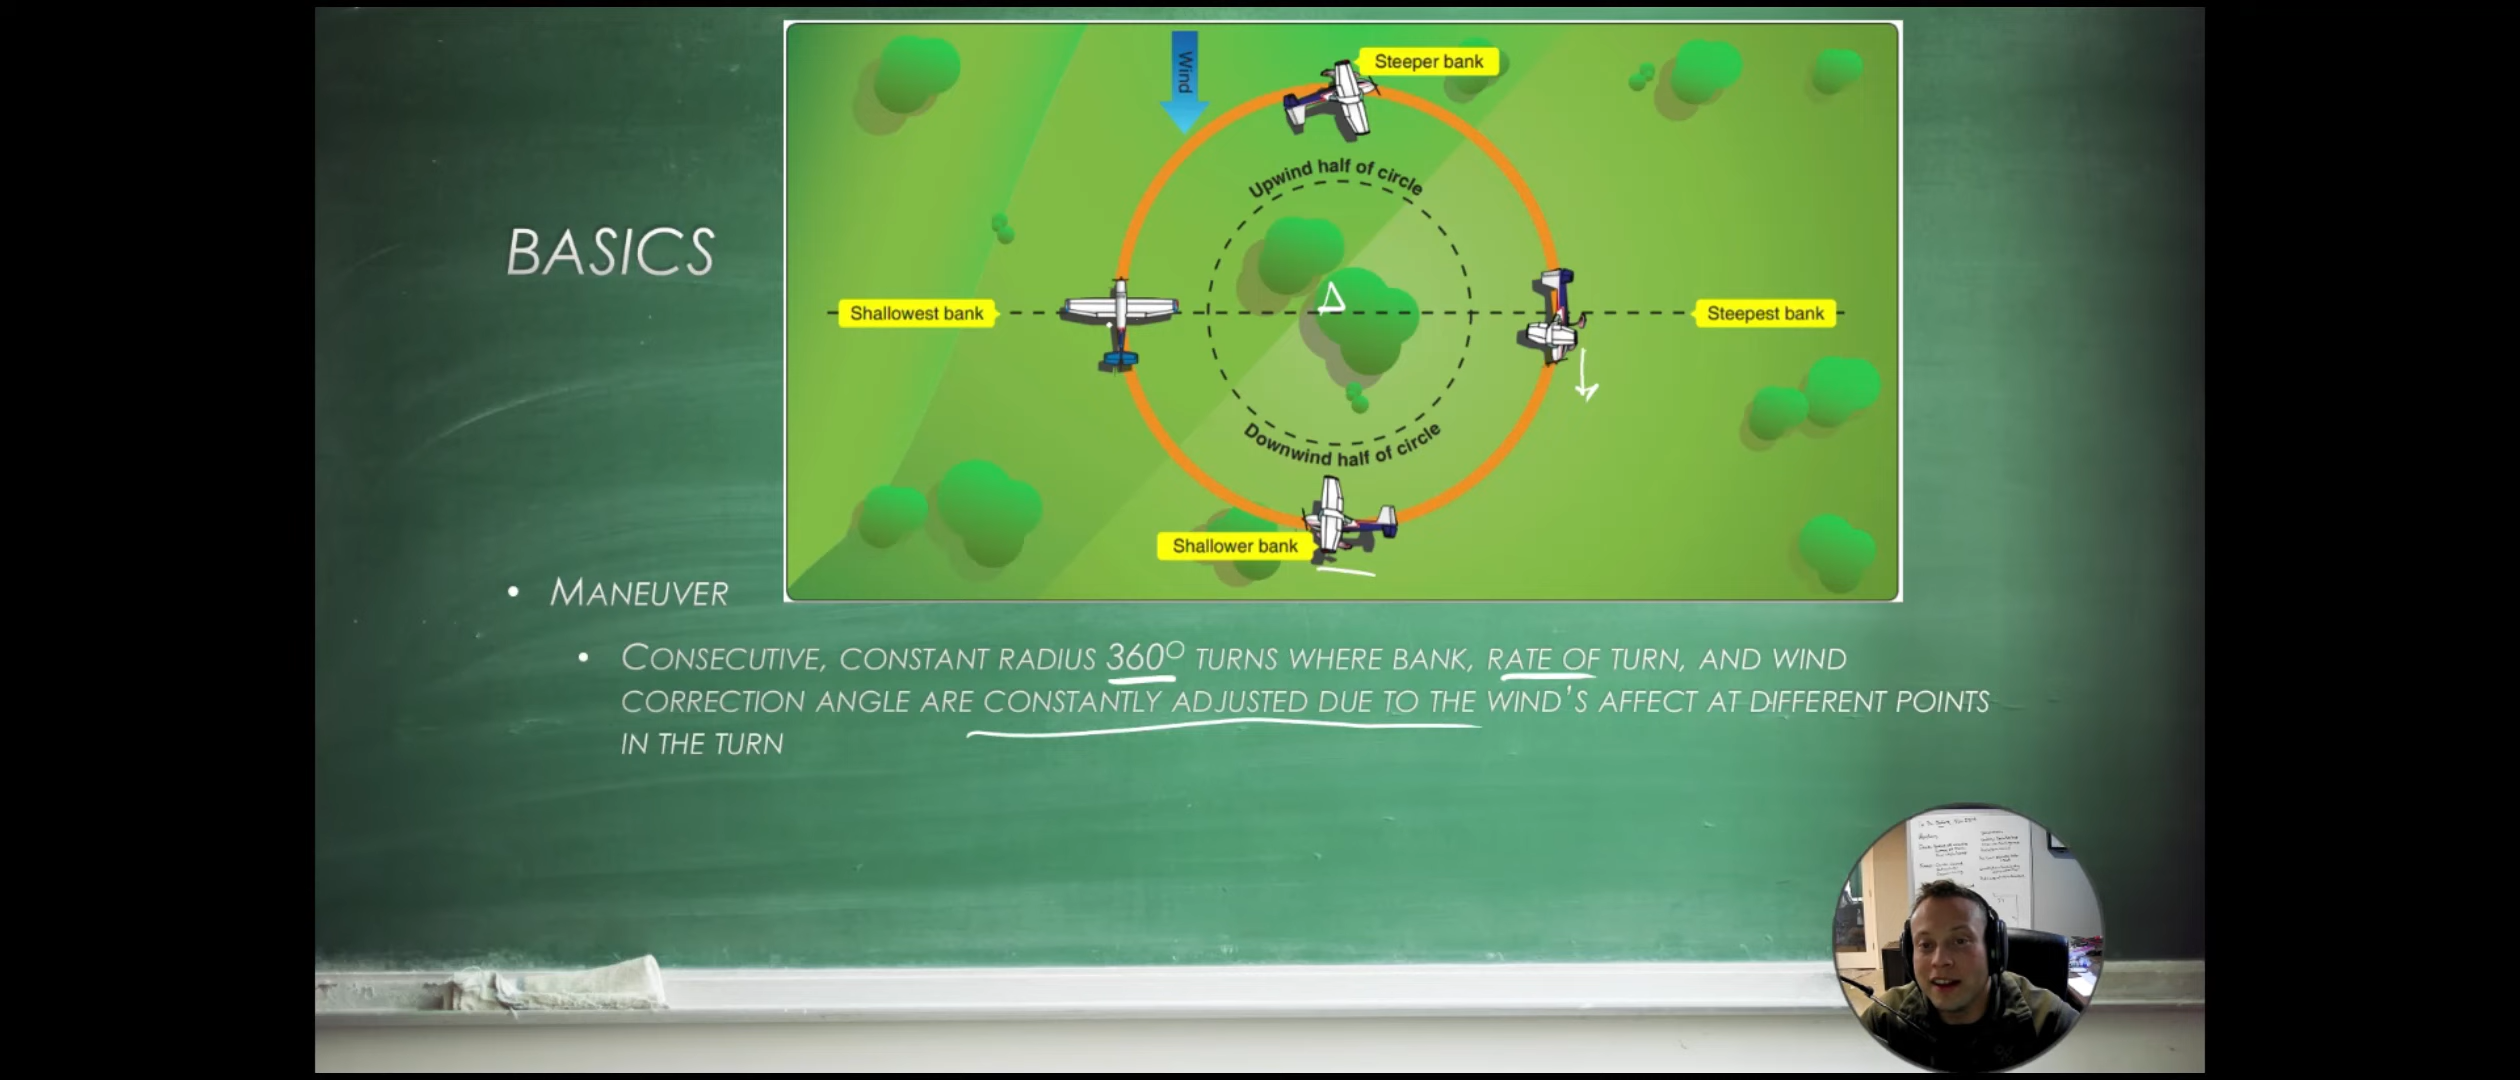 Wind
Steeper bank
Upwind half of circle
BASICS
Shallowest bank
Steepest bank
Downwind half of circle
Shallower bank
• MANEUVER
• CONSECUTIVE, CONSTANT RADIUS 360° TURNS WHERE BANK, RATE OF TURN, AND WIND
CORRECTION ANGLE ARE CONSTANTLY ADJUSTED DUE TO THE WIND'S AFFECT AT DIFFERENT POINTS
IN THE TURN